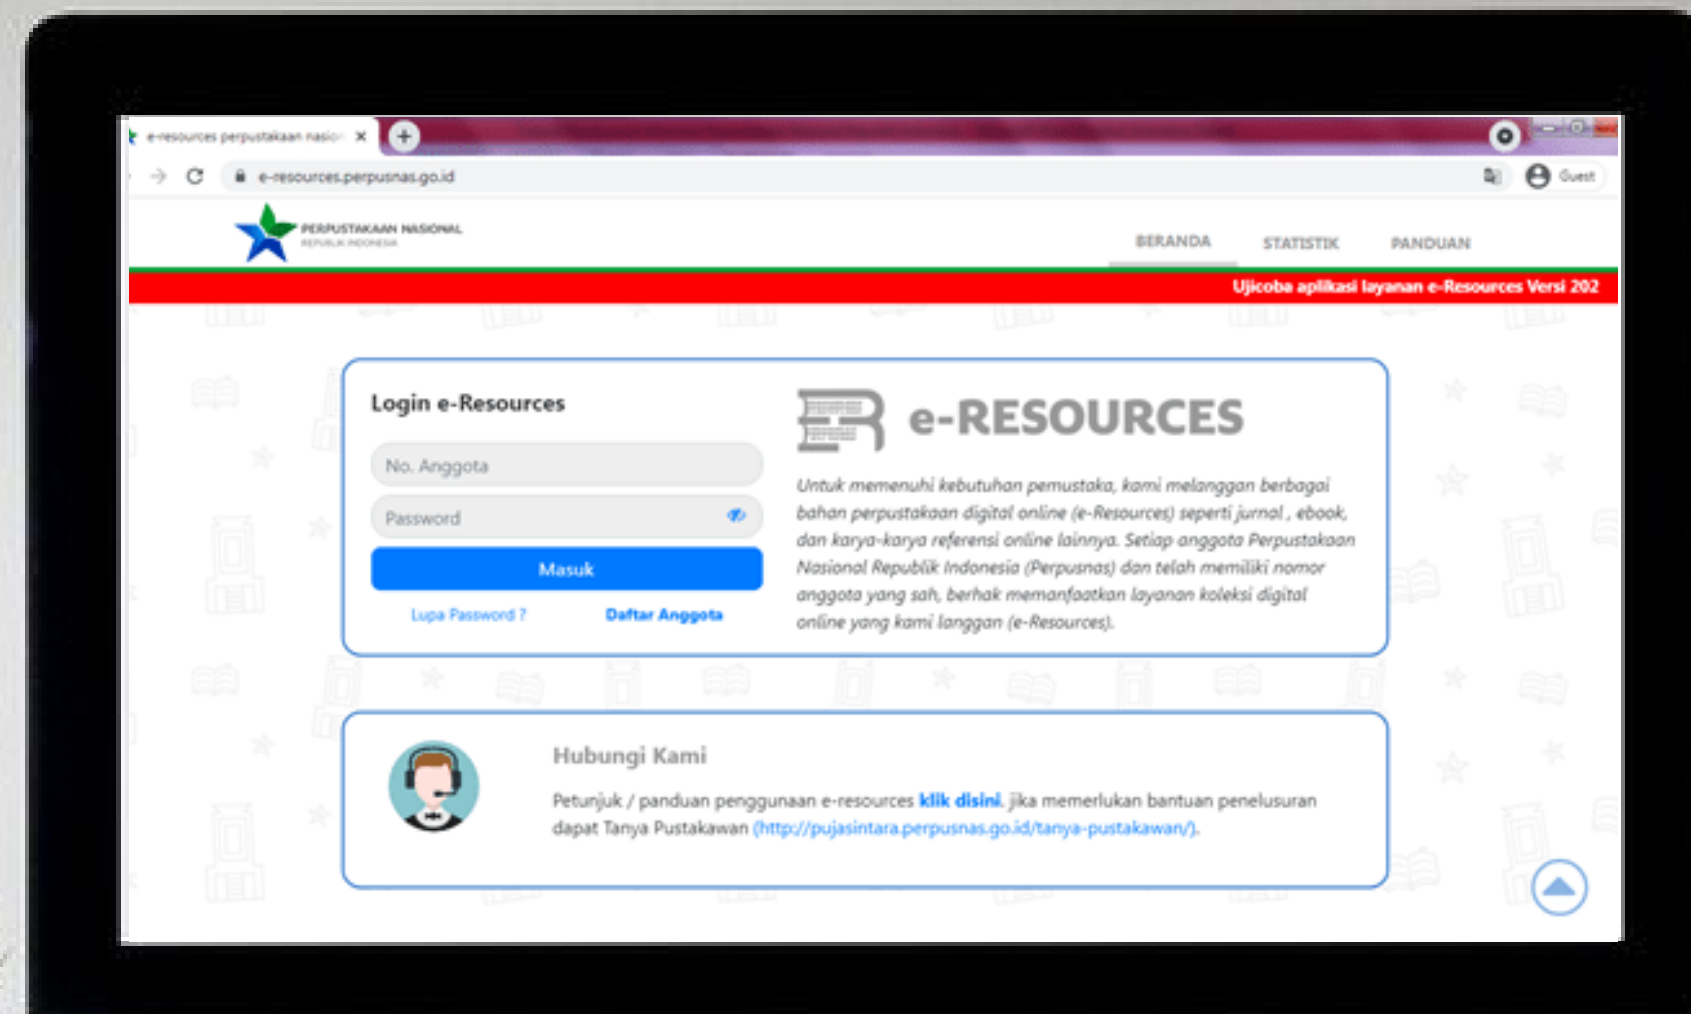 e-resources perpustakaan nasion
e-resources.perpusnas.go.id
Guest
PERPUSTAKAAN NASIONAL
REPUBLIK INDONESIA
BERANDA STATISTIK PANDUAN
Ujicoba aplikasi layanan e-Resources Versi 202
Login e-Resources
No. Anggota
Password
Masuk
Lupa Password ? Daftar Anggota
e-RESOURCES
Untuk memenuhi kebutuhan pemustaka, kami melanggan berbagai
bahan perpustakaan digital online (e-Resources) seperti jurnal , ebook,
dan karya-karya referensi online lainnya. Setiap anggota Perpustakaan
Nasional Republik Indonesia (Perpusnas) dan telah memiliki nomor
anggota yang sah, berhak memanfaatkan layanan koleksi digital
online yang kami langgan (e-Resources).
Hubungi Kami
Petunjuk / panduan penggunaan e-resources klik disini. jika memerlukan bantuan penelusuran
dapat Tanya Pustakawan (http://pujasintara.perpusnas.go.id/tanya-pustakawan/).